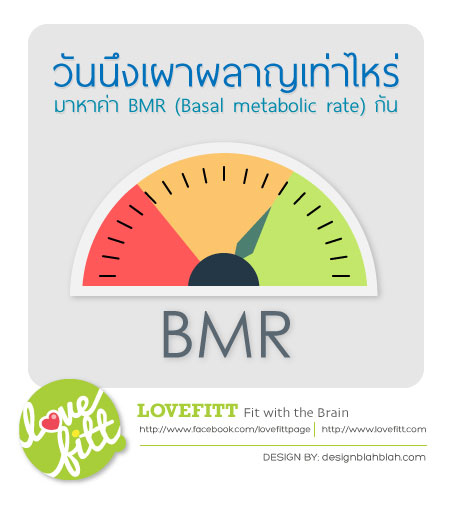 วันนึงเผาผลาญเท่าไหร่
มาหาค่า BMR (Basal metabolic rate) กัน
BMR
love
fitt
LOVEFITT Fit with the Brain
http://www.facebook.com/lovefittpage | http://www.lovefitt.com
DESIGN BY: designblahblah.com